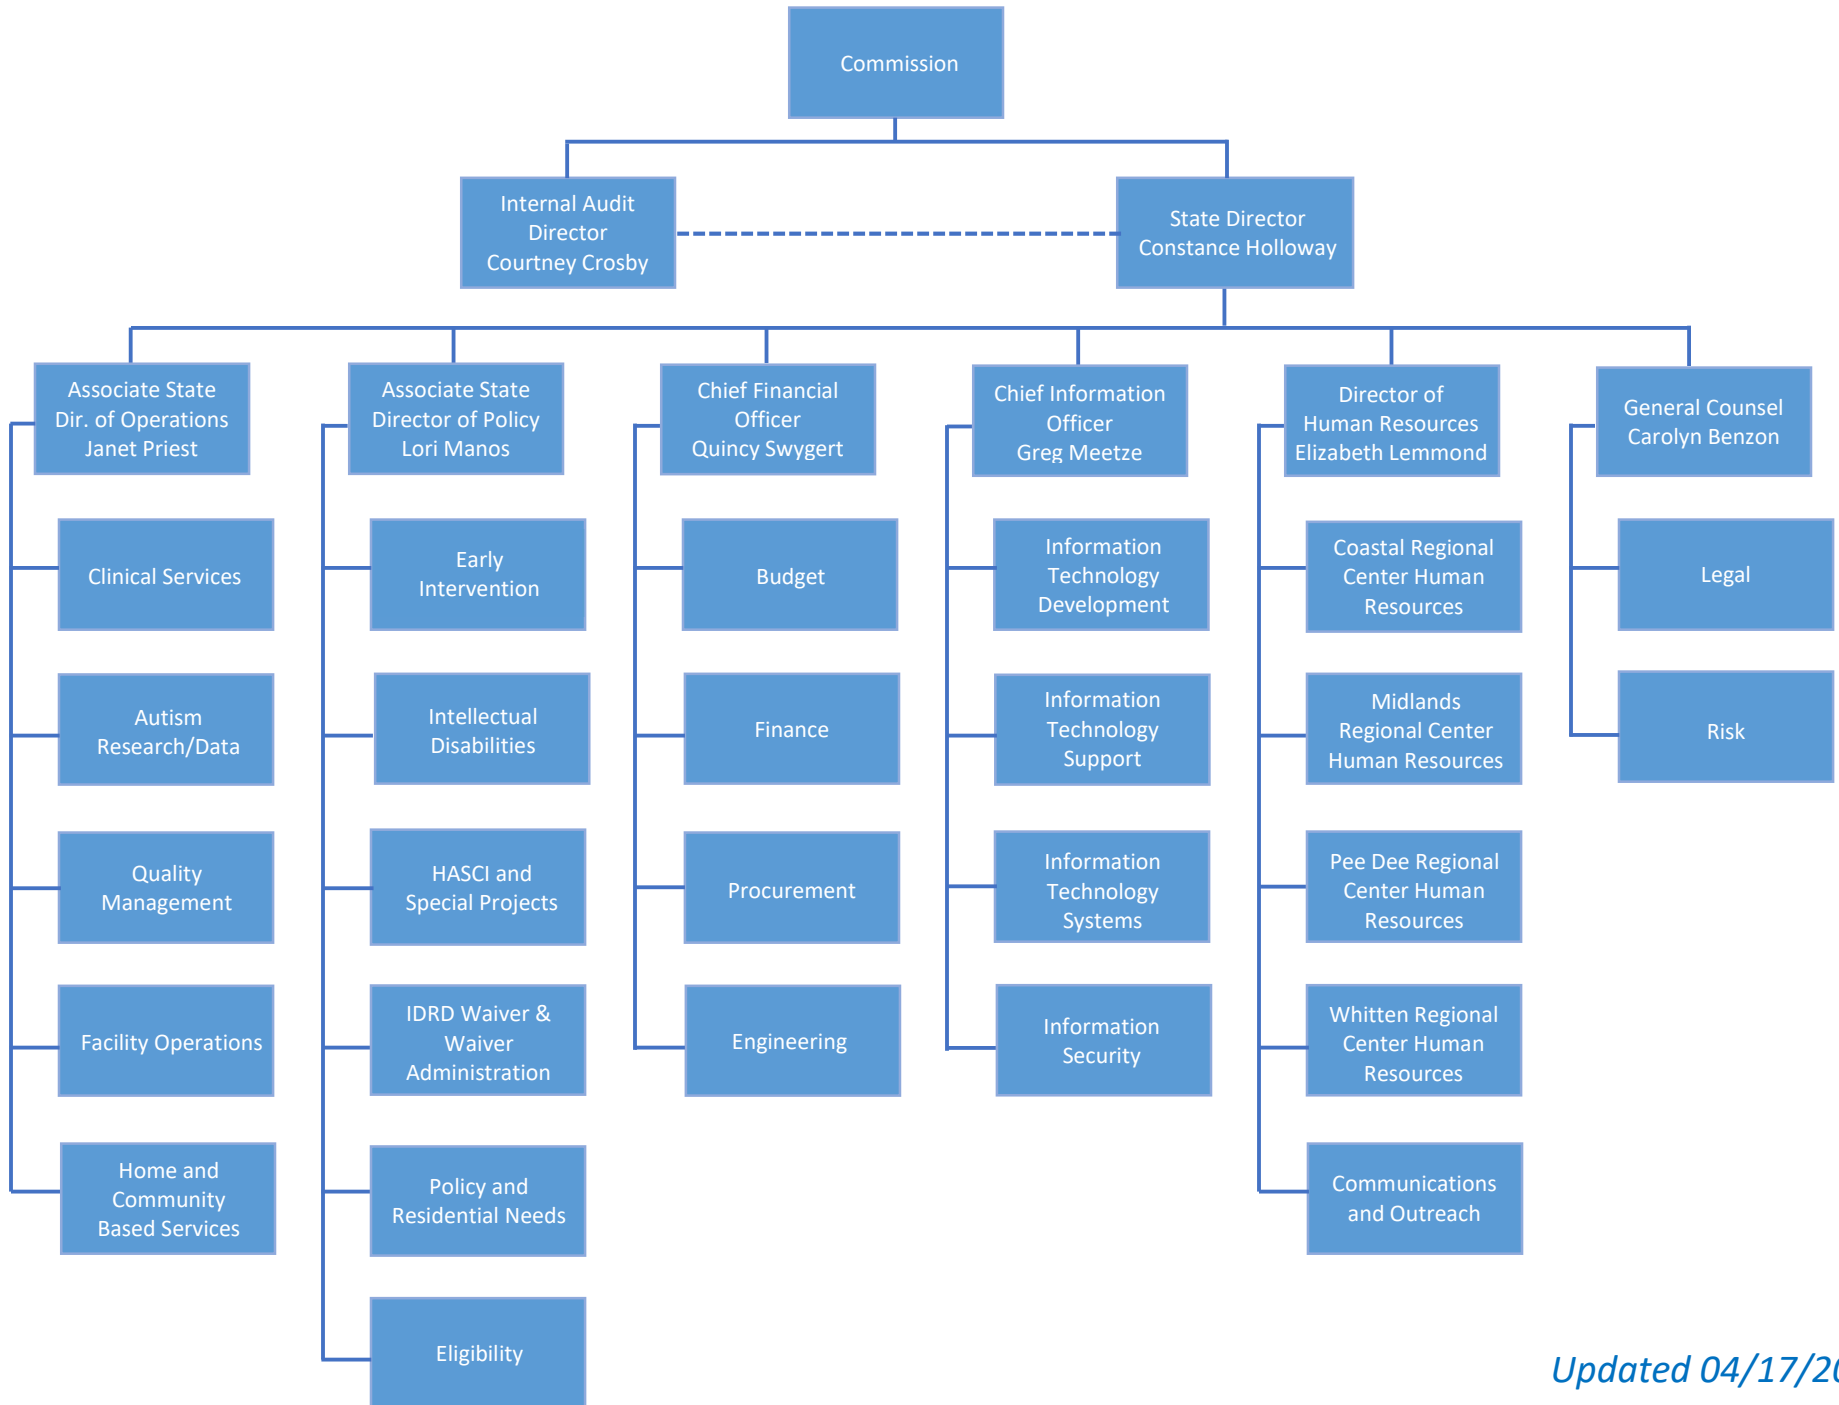 Commission
Internal Audit
Director
Courtney Crosby
State Director
Constance Holloway
Associate State
Dir. of Operations
Janet Priest
Associate State
Director of Policy
Lori Manos
Chief Financial
Officer
Quincy Swygert
Chief Information
Officer
Greg Meetze
Director of
Human Resources
Elizabeth Lemmond
General Counsel
Carolyn Benzon
Clinical Services
Autism
Research/Data
Quality
Management
Facility Operations
Home and
Community
Based Services
Early
Intervention
Intellectual
Disabilities
HASCI and
Special Projects
IDRD Waiver &
Waiver
Administration
Policy and
Residential Needs
Eligibility
Budget
Finance
Procurement
Engineering
Information
Technology
Development
Information
Technology
Support
Information
Technology
Systems
Information
Security
Coastal Regional
Center Human
Resources
Midlands
Regional Center
Human Resources
Pee Dee Regional
Center Human
Resources
Whitten Regional
Center Human
Resources
Communications
and Outreach
Legal
Risk
Updated 04/17/20